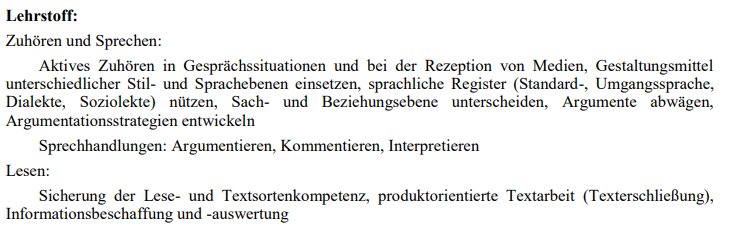 Lehrstoff:
Zuhören und Sprechen:
Aktives Zuhören in Gesprächssituationen und bei der Rezeption von Medien, Gestaltungsmittel
unterschiedlicher Stil- und Sprachebenen einsetzen, sprachliche Register (Standard-, Umgangssprache,
Dialekte, Soziolekte) nützen, Sach- und Beziehungsebene unterscheiden, Argumente abwägen,
Argumentationsstrategien entwickeln
Sprechhandlungen: Argumentieren, Kommentieren, Interpretieren
Lesen:
Sicherung der Lese- und Textsortenkompetenz, produktorientierte Textarbeit (Texterschließung),
Informationsbeschaffung und -auswertung